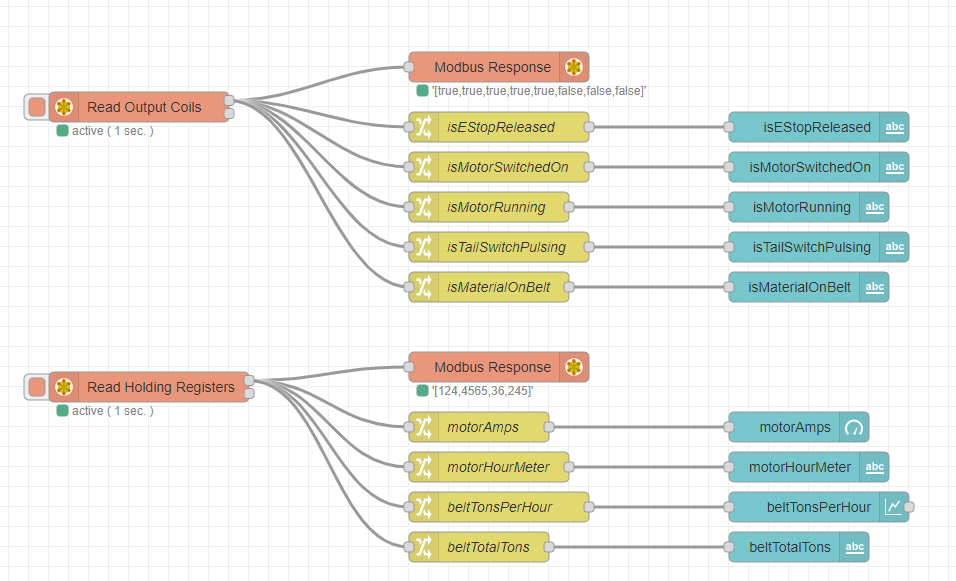 Modbus Response
Read Output Coils
'[true,true,true,true,true,false,false,false]'
active ( 1 sec. )
isEStopReleased isEStopReleased abc
isMotorSwitchedOn isMotorSwitchedOn abc
isMotorRunning isMotorRunning abc
isTailSwitchPulsing isTailSwitchPulsing abc
isMaterialOnBelt isMaterialOnBelt abc
Modbus Response
Read Holding Registers
'[124,4565,36,245]'
active ( 1 sec. )
motorAmps motorAmps
motorHourMeter motorHourMeter abc
beltTonsPerHour beltTonsPerHour
beltTotalTons beltTotalTons abc